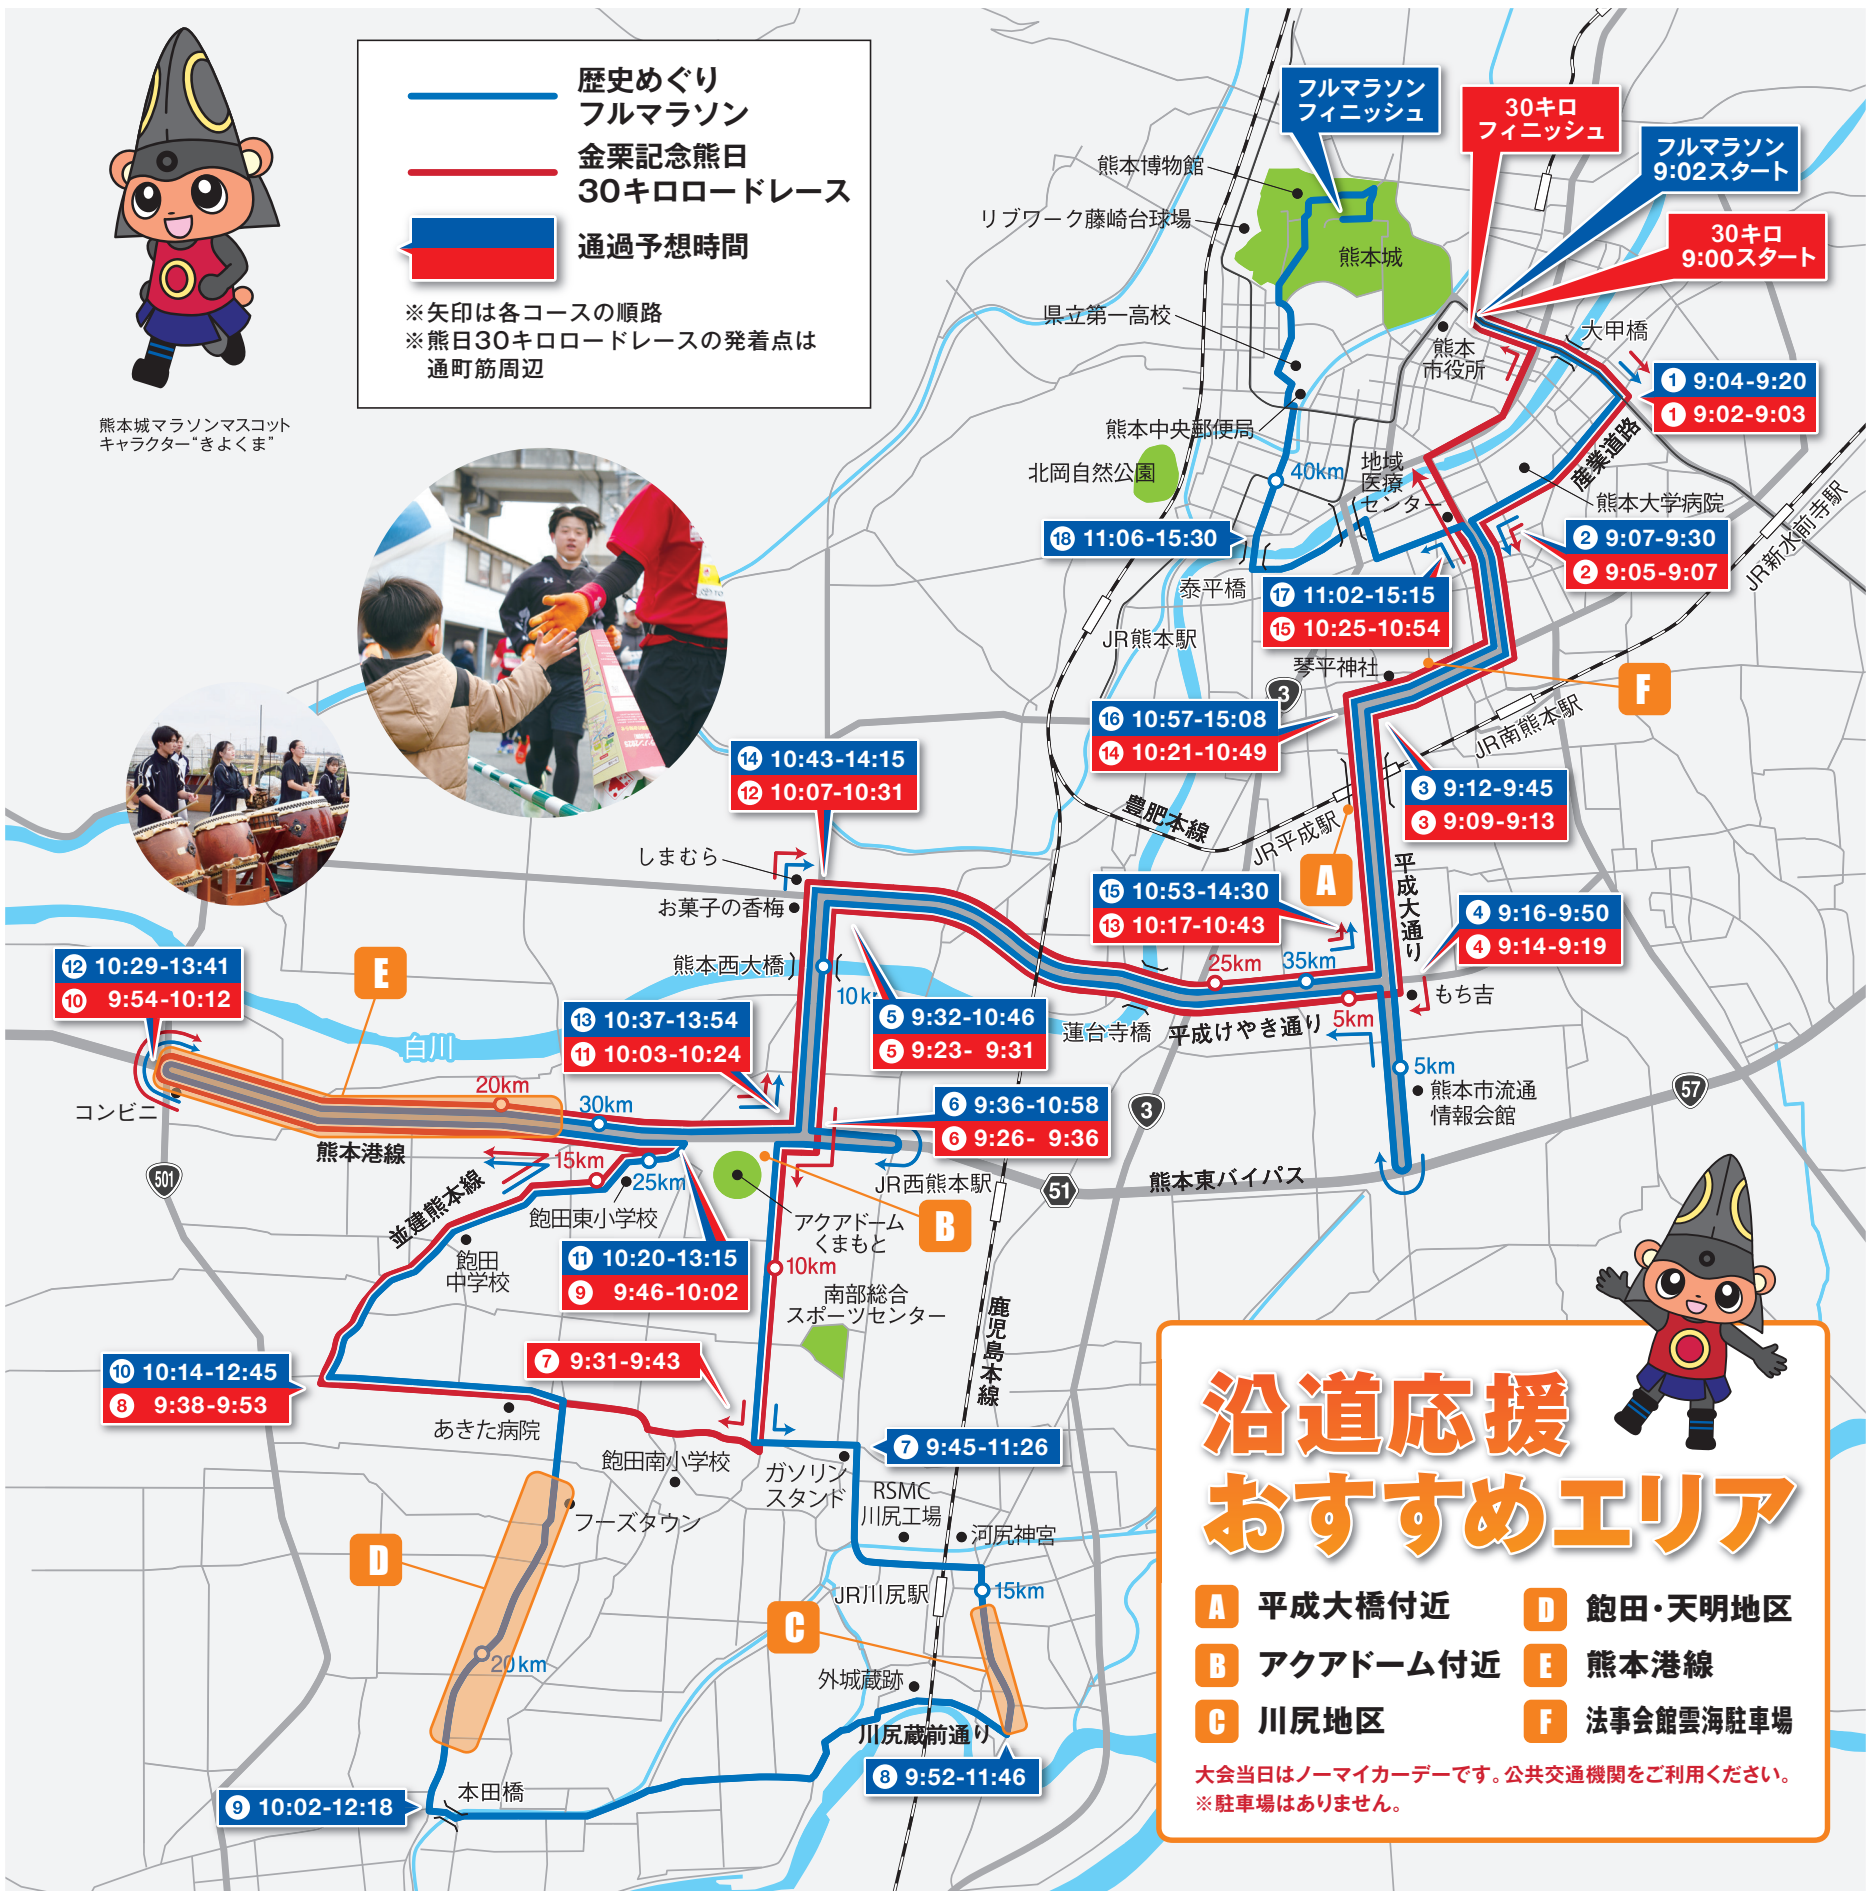 歴史めぐり
フルマラソン
金栗記念熊日
30キロロードレース
通過予想時間
※矢印は各コースの順路
※熊日30キロロードレースの発着点は
通町筋周辺
熊本城マラソンマスコット
キャラクター“きよくま”
フルマラソン
フィニッシュ
30キロ
フィニッシュ
フルマラソン
9:02スタート
30キロ
9:00スタート
熊本博物館
リブワーク藤崎台球場
熊本城
県立第一高校
熊本
市役所
大甲橋
① 9:04-9:20
① 9:02-9:03
熊本中央郵便局
産業道路
北岡自然公園
40km
地域
医療
センター
熊本大学病院
JR新水前寺駅
⑱ 11:06-15:30
② 9:07-9:30
② 9:05-9:07
泰平橋
⑰ 11:02-15:15
⑮ 10:25-10:54
JR熊本駅
琴平神社
3
F
⑯ 10:57-15:08
⑭ 10:21-10:49
JR南熊本駅
⑭ 10:43-14:15
⑫ 10:07-10:31
③ 9:12-9:45
③ 9:09-9:13
豊肥本線
JR平成駅
A
しまむら
お菓子の香梅
⑮ 10:53-14:30
⑬ 10:17-10:43
平成大通り
④ 9:16-9:50
④ 9:14-9:19
⑫ 10:29-13:41
⑩ 9:54-10:12
E
熊本西大橋
10k
25km
35km
もち吉
⑬ 10:37-13:54
⑪ 10:03-10:24
⑤ 9:32-10:46
⑤ 9:23- 9:31
蓮台寺橋
平成けやき通り
5km
白川
5km
熊本市流通
情報会館
コンビニ
20km
30km
⑥ 9:36-10:58
⑥ 9:26- 9:36
3
57
熊本港線
15km
25km
501
並建熊本線
飽田東小学校
JR西熊本駅
51
熊本東バイパス
アクアドーム
くまもと
B
飽田
中学校
⑪ 10:20-13:15
⑨ 9:46-10:02
10km
南部総合
スポーツセンター
鹿児島本線
⑩ 10:14-12:45
⑧ 9:38-9:53
⑦ 9:31-9:43
あきた病院
飽田南小学校
⑦ 9:45-11:26
ガソリン
スタンド
RSMC
川尻工場
河尻神宮
フーズタウン
D
JR川尻駅
15km
C
20km
外城蔵跡
川尻蔵前通り
⑧ 9:52-11:46
本田橋
⑨ 10:02-12:18
沿道応援
おすすめエリア
A 平成大橋付近
B アクアドーム付近
C 川尻地区
D 飽田・天明地区
E 熊本港線
F 法事会館雲海駐車場
大会当日はノーマイカーデーです。公共交通機関をご利用ください。
※駐車場はありません。